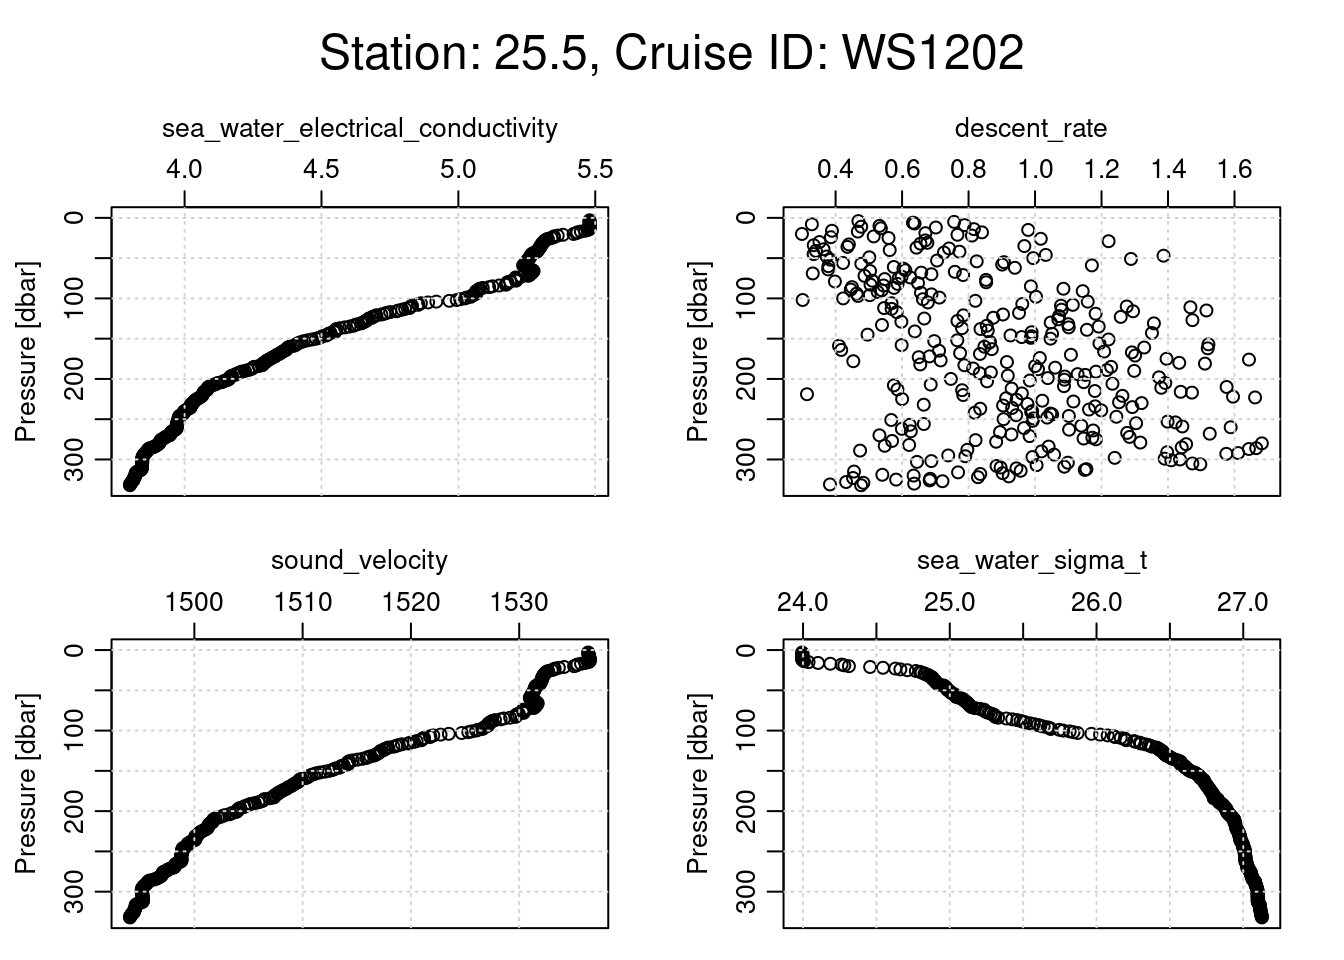 Station: 25.5, Cruise ID: WS1202
sea_water_electrical_conductivity
4.0 4.5 5.0 5.5
0
100
200
300
Pressure [dbar]
descent_rate
0.4 0.6 0.8 1.0 1.2 1.4 1.6
0
100
200
300
Pressure [dbar]
sound_velocity
1500 1510 1520 1530
0
100
200
300
Pressure [dbar]
sea_water_sigma_t
24.0 25.0 26.0 27.0
0
100
200
300
Pressure [dbar]